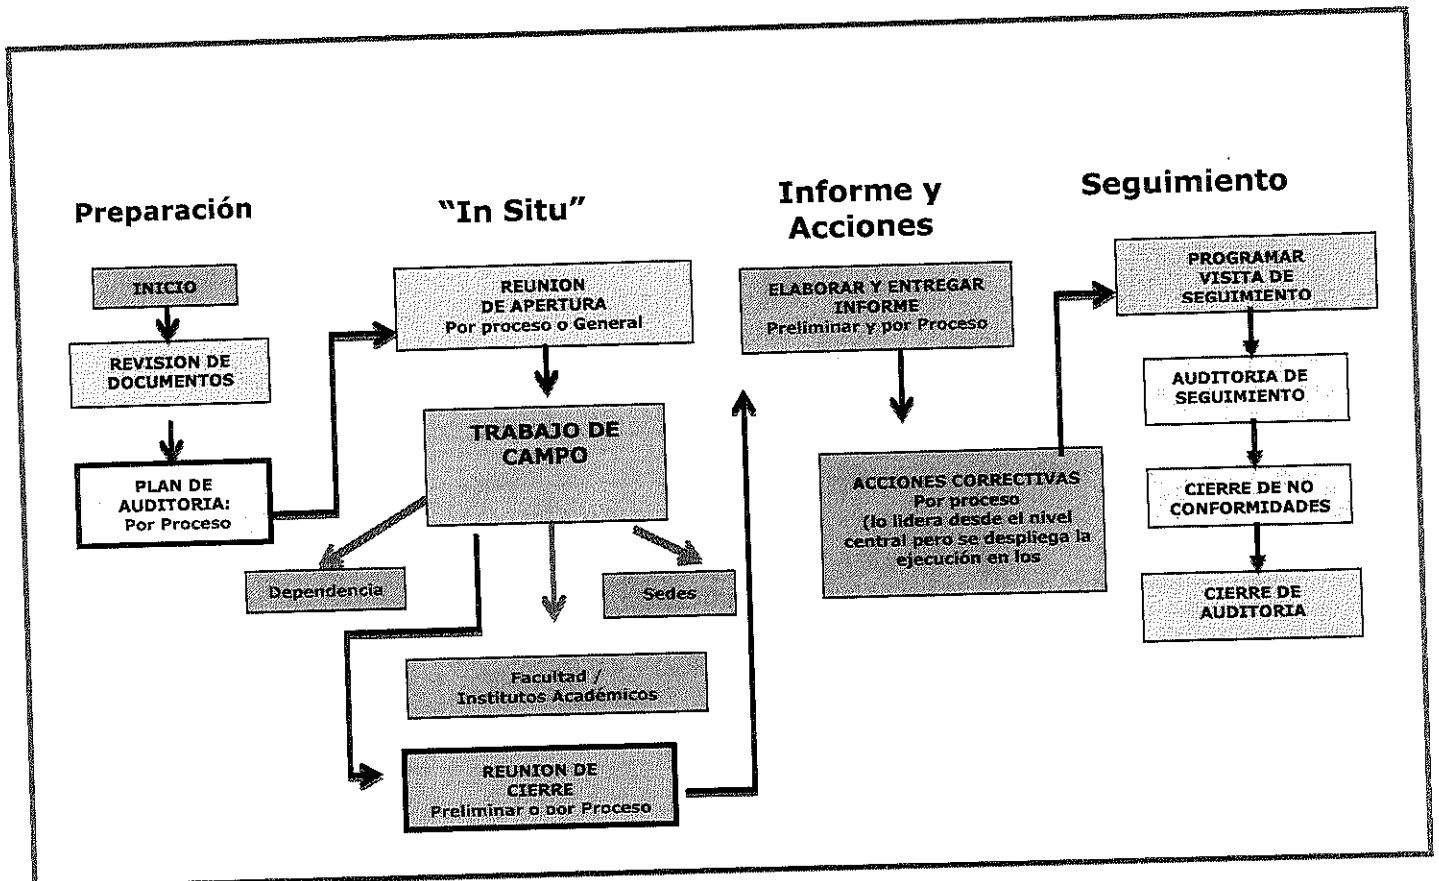 Preparación
INICIO
REVISION DE
DOCUMENTOS
PLAN DE
AUDITORIA:
Por Proceso
“In Situ”
REUNION
DE APERTURA
Por proceso o General
TRABAJO DE
CAMPO
Dependencia
Sedes
Facultad /
Institutos Académicos
REUNION DE
CIERRE
Preliminar o por Proceso
Informe y
Acciones
ELABORAR Y ENTREGAR
INFORME
Preliminar y por Proceso
ACCIONES CORRECTIVAS
Por proceso
(lo lidera desde el nivel
central pero se despliega la
ejecución en los
Seguimiento
PROGRAMAR
VISITA DE
SEGUIMIENTO
AUDITORIA DE
SEGUIMIENTO
CIERRE DE NO
CONFORMIDADES
CIERRE DE
AUDITORIA